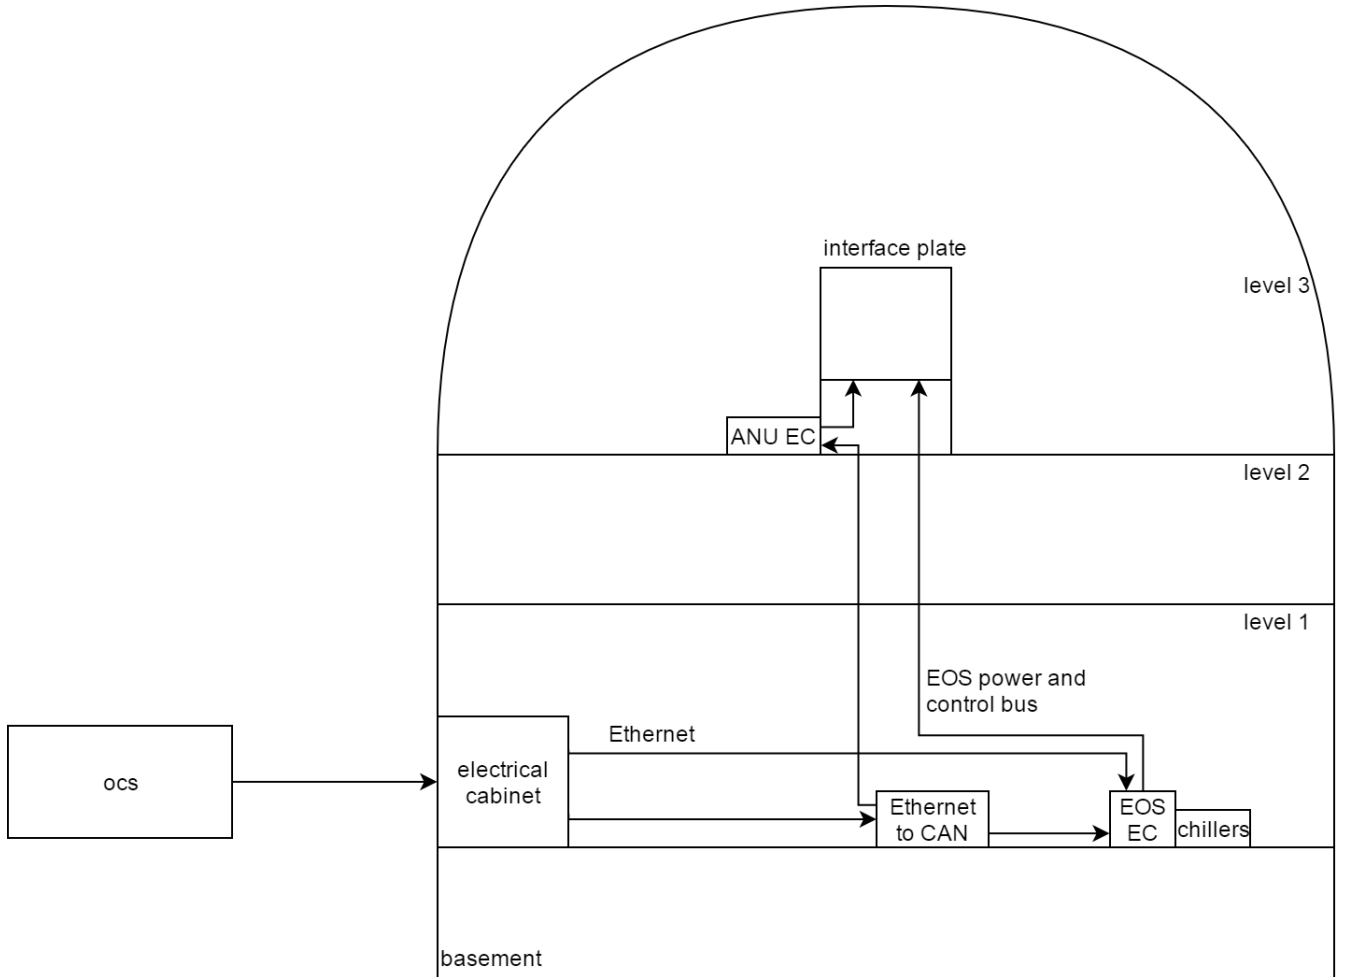 interface plate
level 3
ANU EC
level 2
level 1
EOS power and
control bus
Ethernet
ocs
electrical
cabinet
Ethernet
to CAN
EOS
EC
chillers
basement